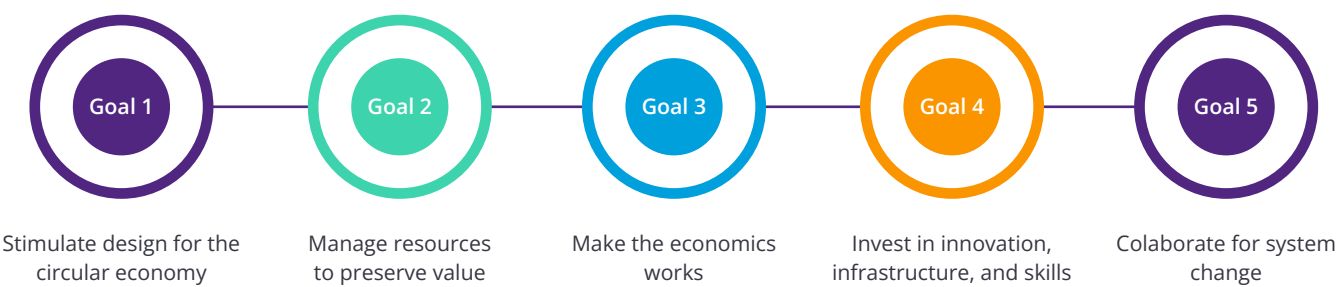 Goal 1
Goal 2
Goal 3
Goal 4
Goal 5
Stimulate design for the
circular economy
Manage resources
to preserve value
Make the economics
works
Invest in innovation,
infrastructure, and skills
Colaborate for system
change